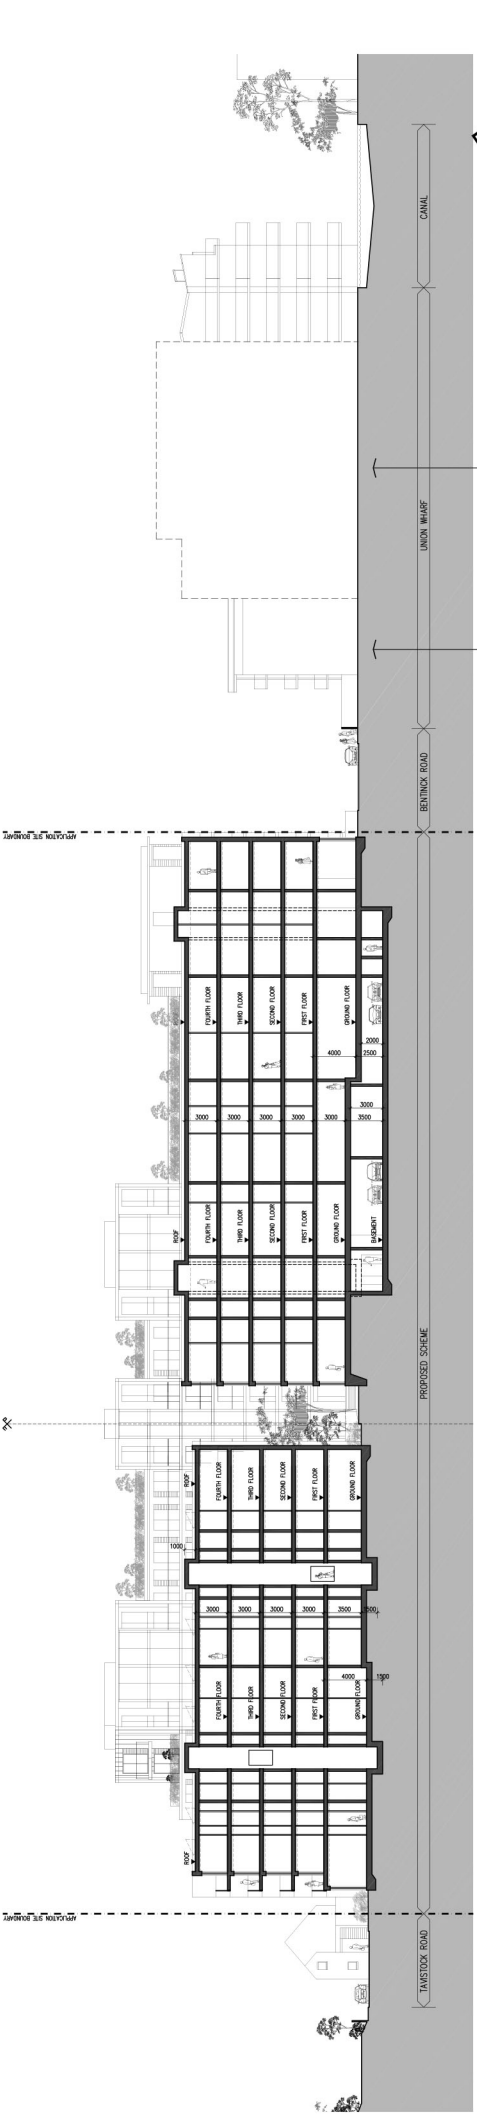 CANAL
UNION WHARF
BENTINCK ROAD
PROPOSED SCHEME
TAVISTOCK ROAD
APPLICATION SITE BOUNDARY
ROOF
FOURTH FLOOR
THIRD FLOOR
SECOND FLOOR
FIRST FLOOR
GROUND FLOOR
4000
2000
2500
3000
3500
3000
3000
3000
3000
3000
ROOF
FOURTH FLOOR
THIRD FLOOR
SECOND FLOOR
FIRST FLOOR
GROUND FLOOR
BASEMENT
ROOF
FOURTH FLOOR
THIRD FLOOR
SECOND FLOOR
FIRST FLOOR
GROUND FLOOR
1000
3000
3000
3000
3000
3500
4000
1500
FOURTH FLOOR
THIRD FLOOR
SECOND FLOOR
FIRST FLOOR
GROUND FLOOR
ROOF
APPLICATION SITE BOUNDARY